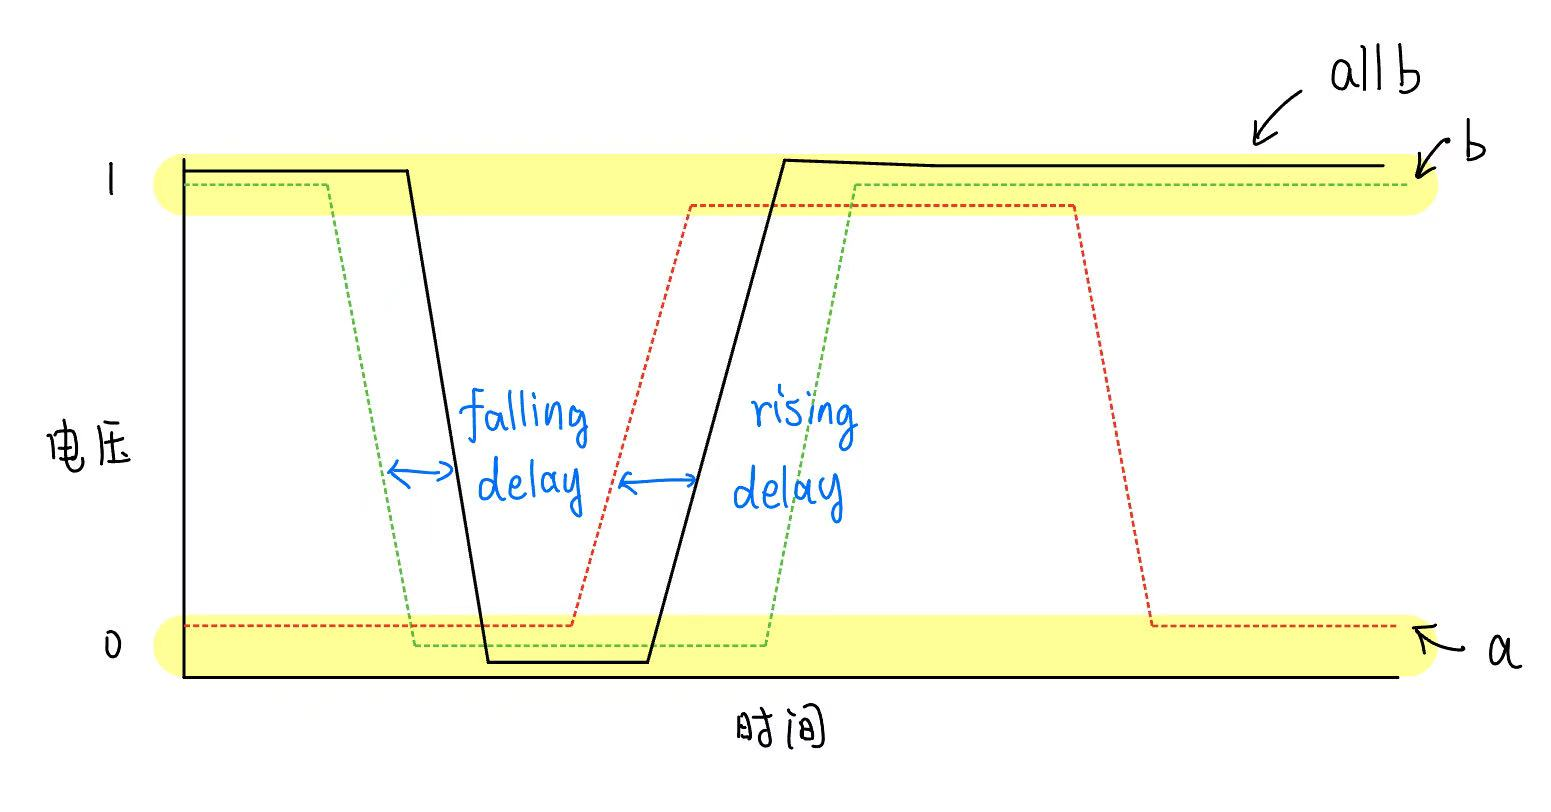 a||b
b
1
falling
delay
rising
delay
电压
0
a
时间